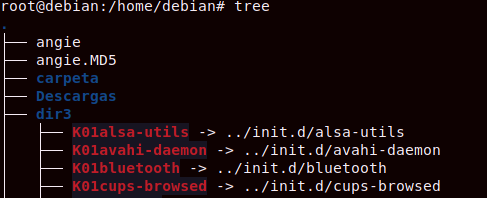 root@debian:/home/debian# tree
.
├── angie
├── angie.MD5
├── carpeta
├── Descargas
├── dir3
│   ├── K01alsa-utils -> ../init.d/alsa-utils
│   ├── K01avahi-daemon -> ../init.d/avahi-daemon
│   ├── K01bluetooth -> ../init.d/bluetooth
│   ├── K01cups-browsed -> ../init.d/cups-browsed